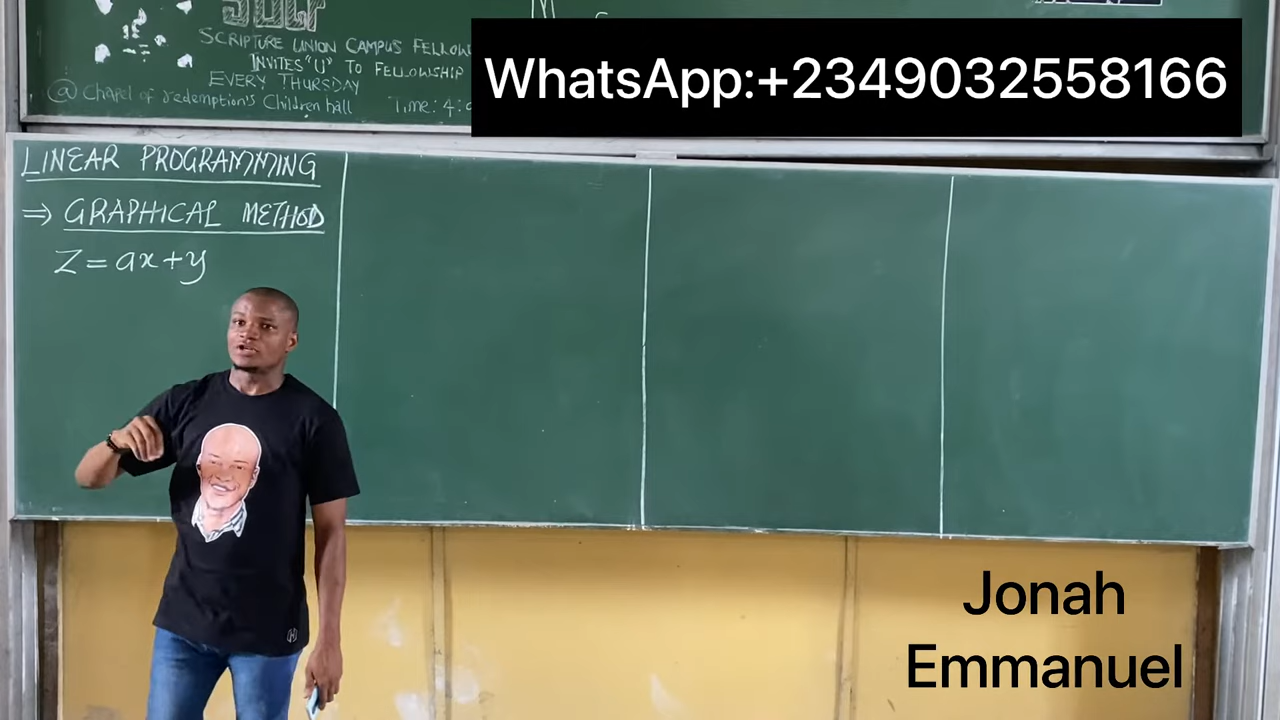 SCRIPTURE UNION CAMPUS FELLOW
INVITES "U" TO FELLOWSHIP
EVERY THURSDAY
@ Chapel of redemption's Children hall Time: 4:
WhatsApp:+2349032558166
LINEAR PROGRAMMING
⇒ GRAPHICAL METHOD
Z = ax + y
Jonah
Emmanuel